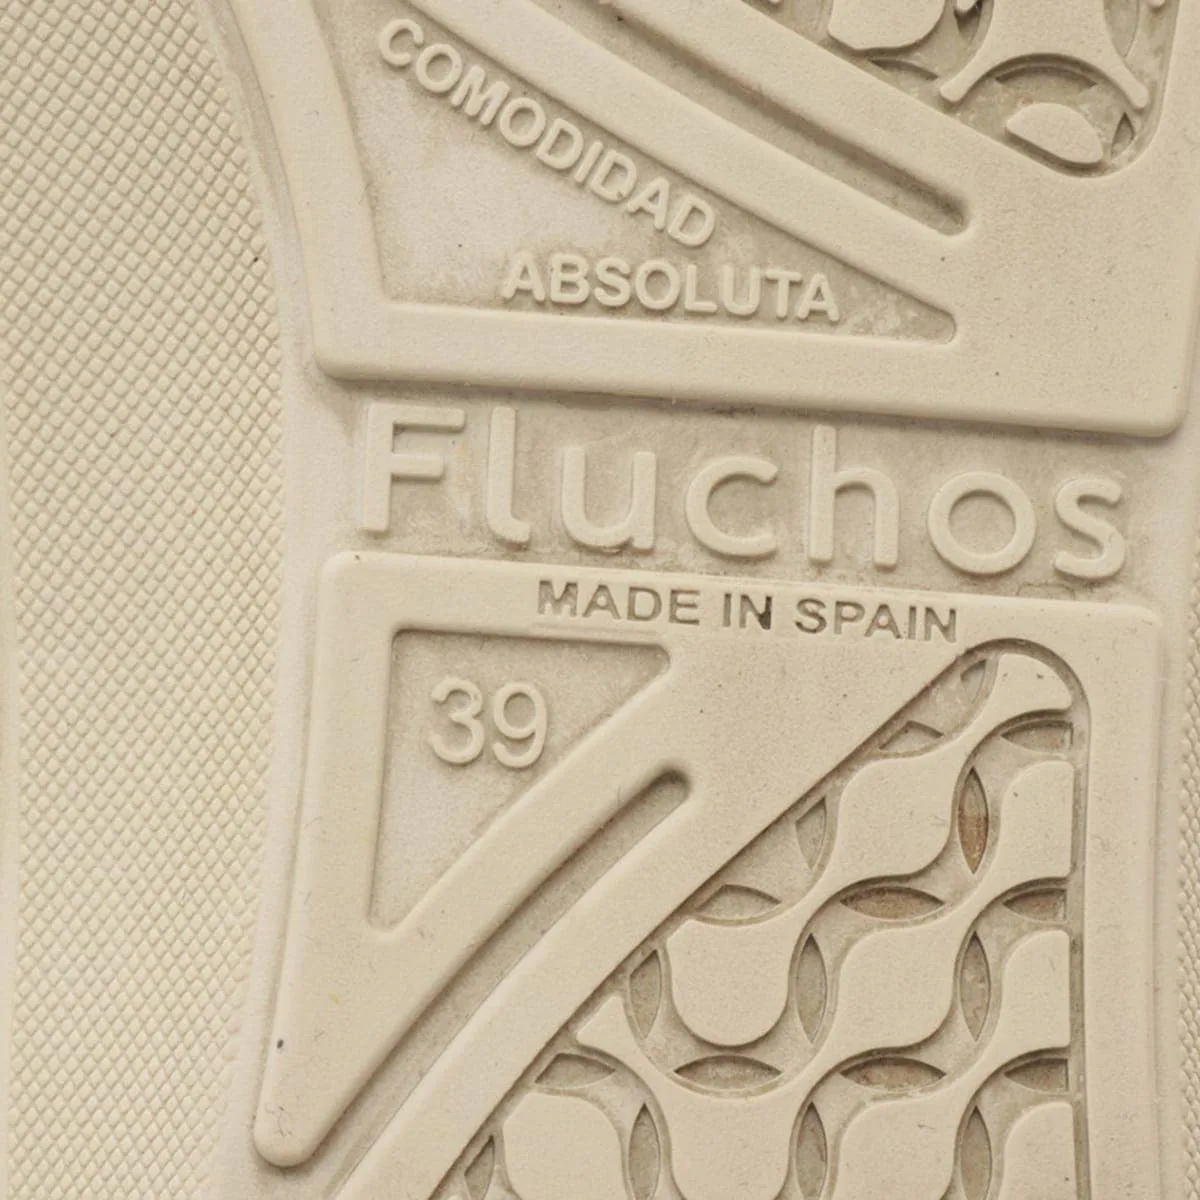 COMODIDAD
ABSOLUTA
Fluchos
MADE IN SPAIN
39